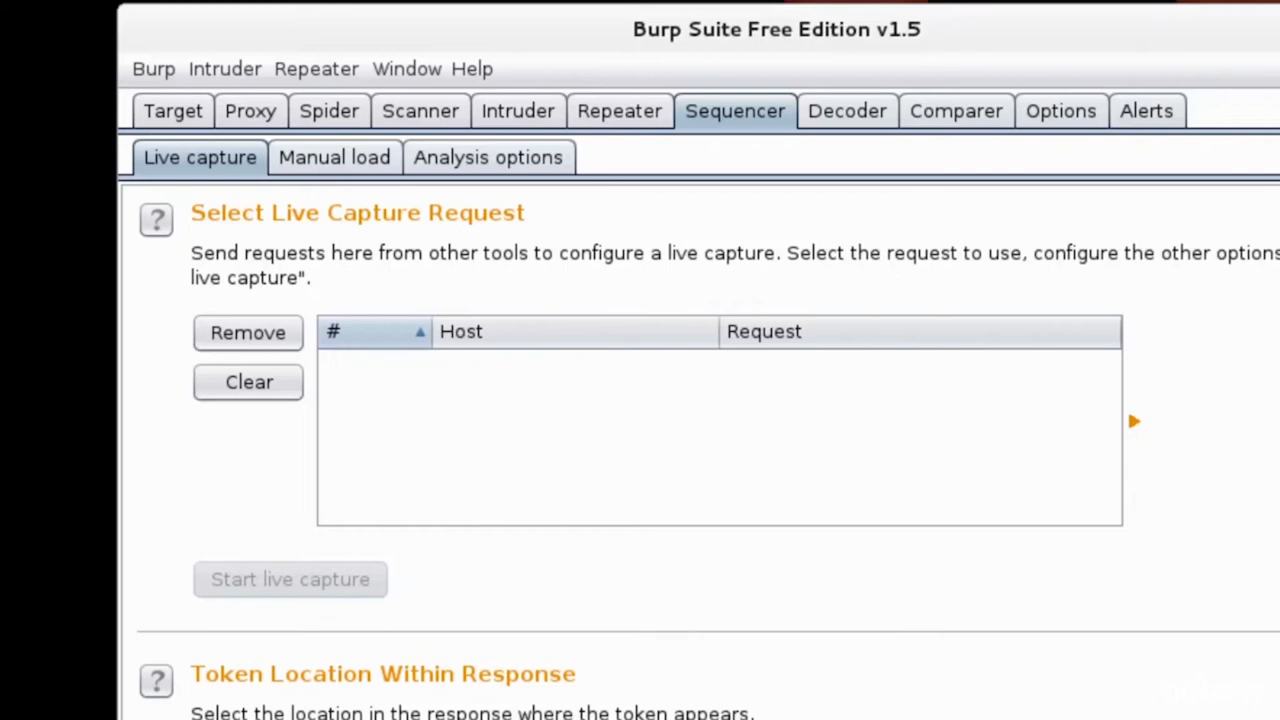 Burp Suite Free Edition v1.5
Burp Intruder Repeater Window Help
Target Proxy Spider Scanner Intruder Repeater Sequencer Decoder Comparer Options Alerts
Live capture Manual load Analysis options
? Select Live Capture Request
Send requests here from other tools to configure a live capture. Select the request to use, configure the other options
live capture".
Remove # Host Request
Clear
Start live capture
? Token Location Within Response
Select the location in the response where the token appears.